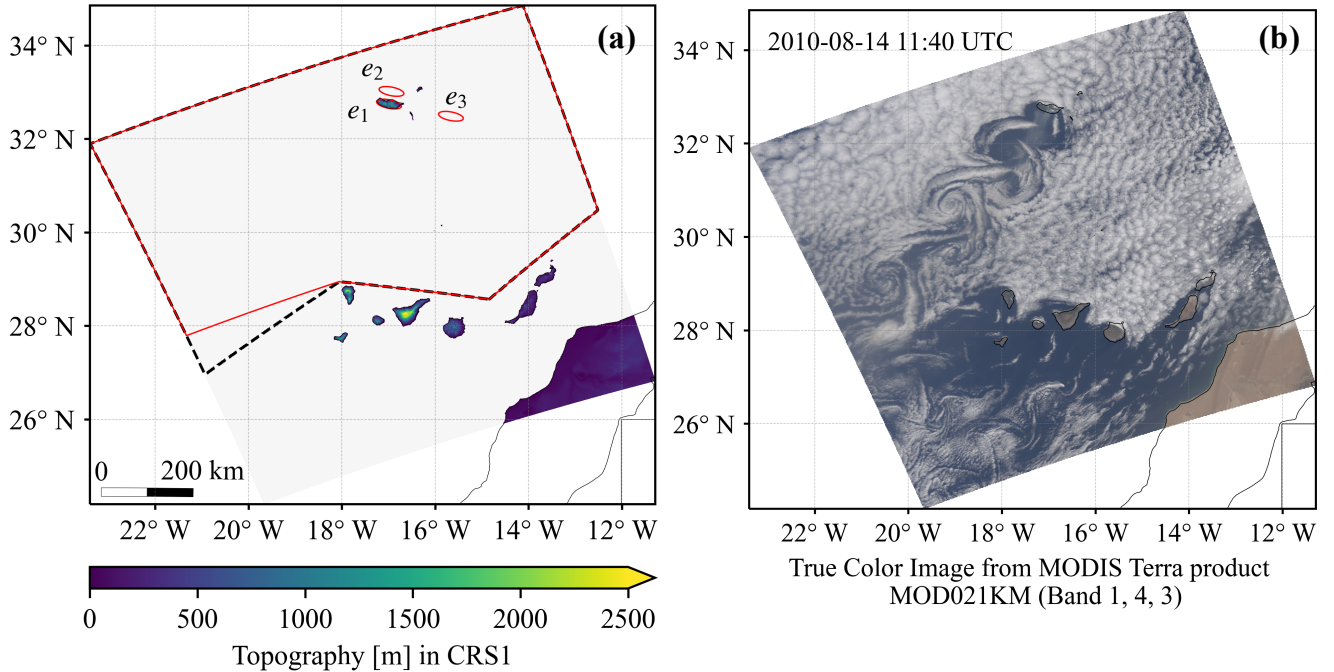 (a)
34° N
32° N
30° N
28° N
26° N
e2
e1
e3
0 200 km
22° W 20° W 18° W 16° W 14° W 12° W
0 500 1000 1500 2000 2500
Topography [m] in CRS1
2010-08-14 11:40 UTC
(b)
34° N
32° N
30° N
28° N
26° N
22° W 20° W 18° W 16° W 14° W 12° W
True Color Image from MODIS Terra product
MOD021KM (Band 1, 4, 3)